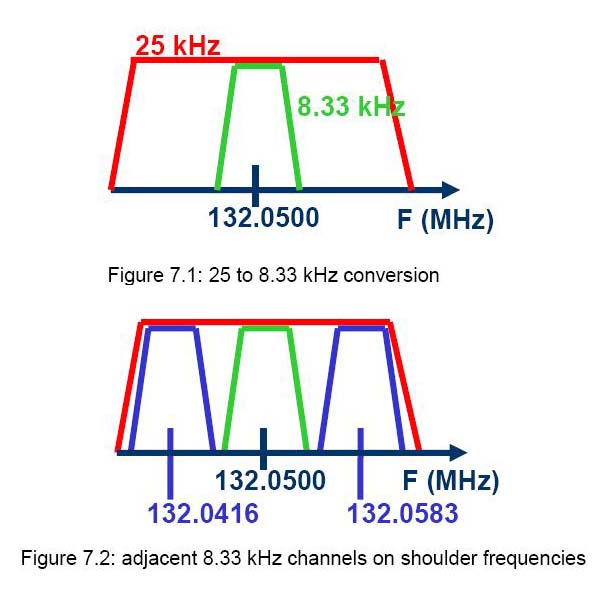 25 kHz
8.33 kHz
132.0500 F (MHz)
Figure 7.1: 25 to 8.33 kHz conversion
132.0500 F (MHz)
132.0416 132.0583
Figure 7.2: adjacent 8.33 kHz channels on shoulder frequencies